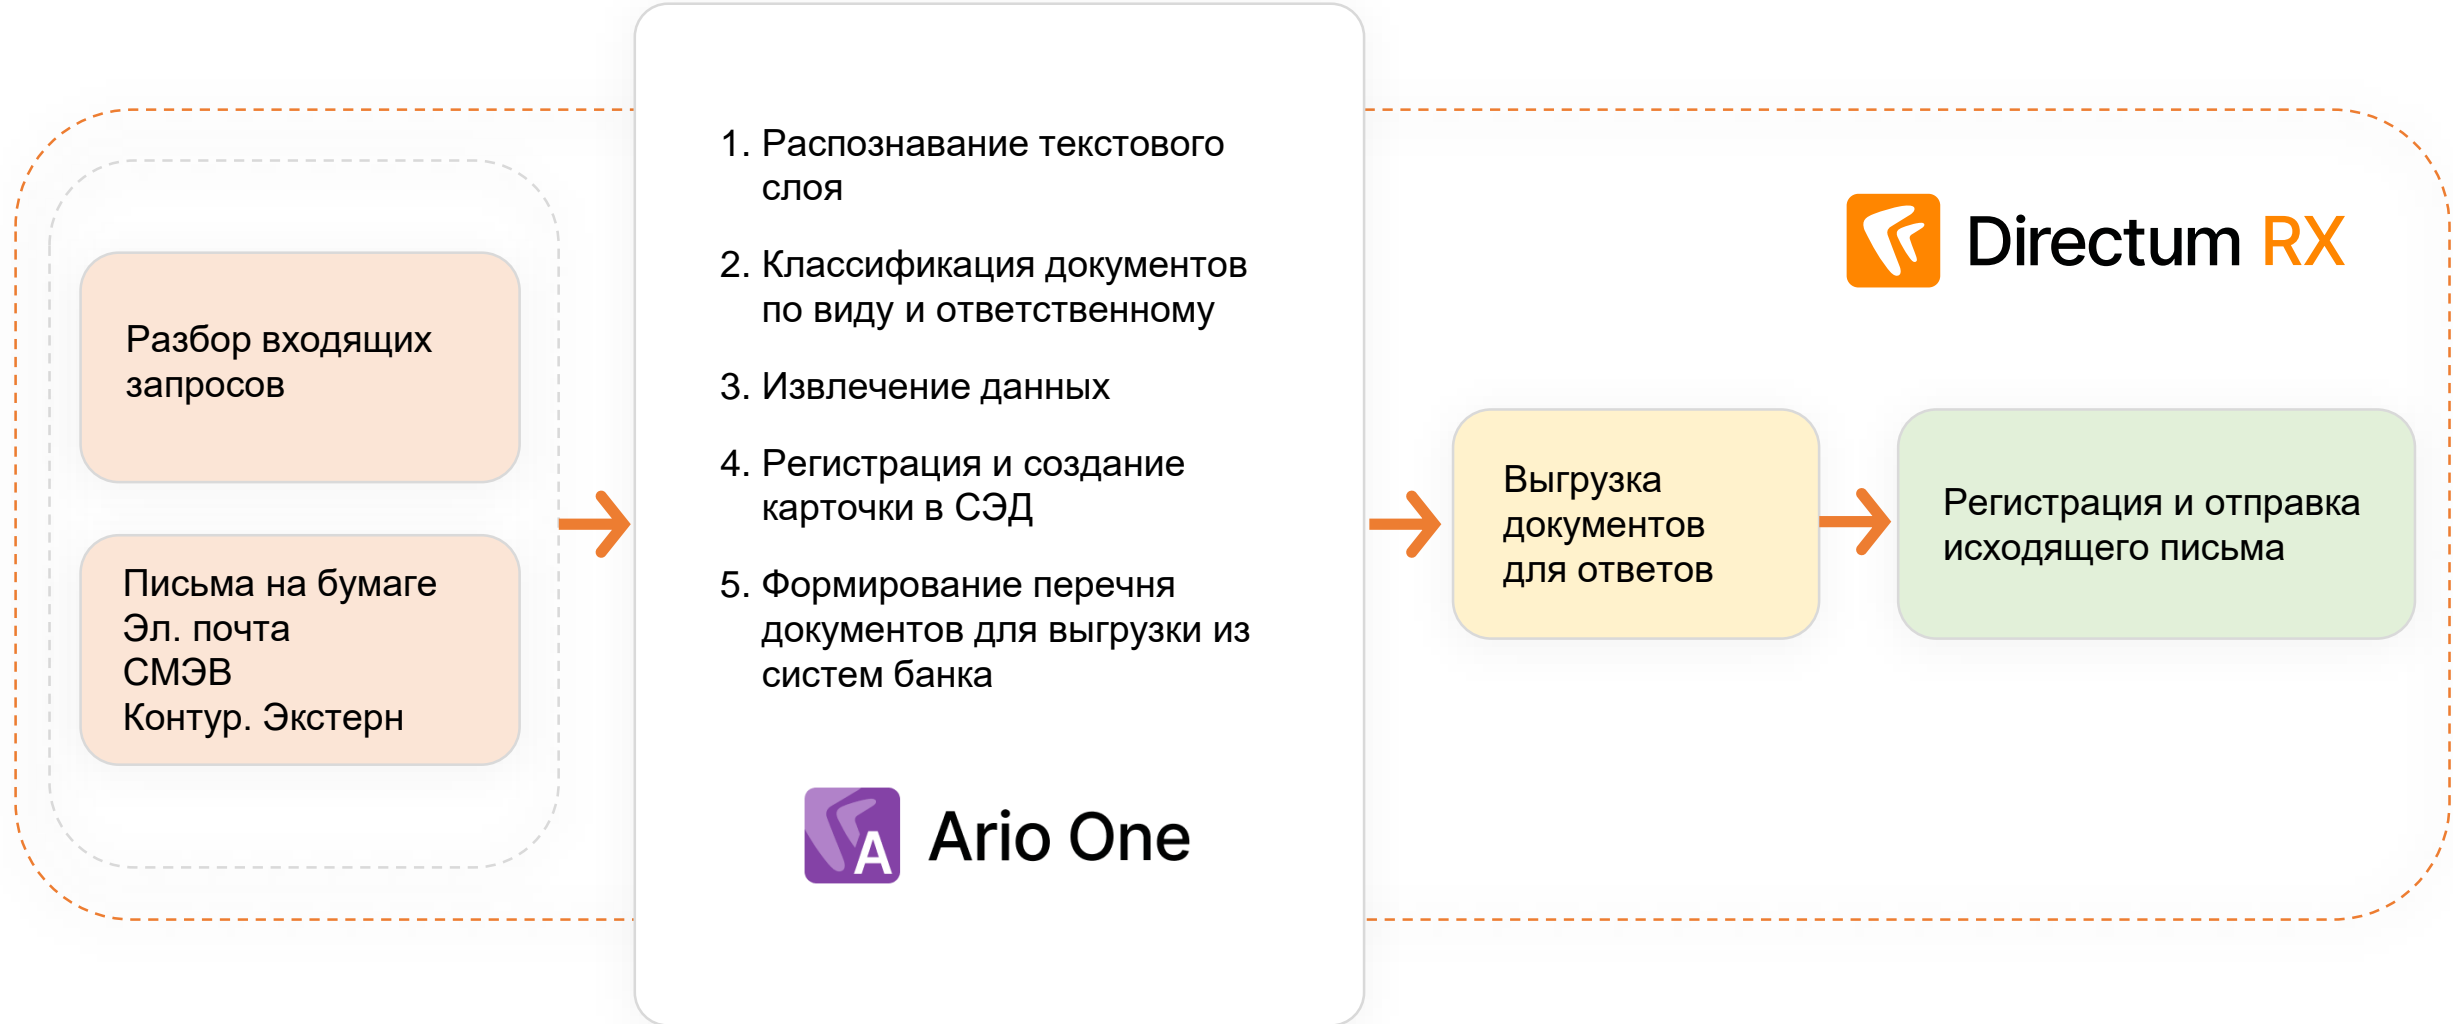 Разбор входящих
запросов
Письма на бумаге
Эл. почта
СМЭВ
Контур. Экстерн
1. Распознавание текстового
слоя
2. Классификация документов
по виду и ответственному
3. Извлечение данных
4. Регистрация и создание
карточки в СЭД
5. Формирование перечня
документов для выгрузки из
систем банка
A
Ario One
Directum RX
Выгрузка
документов
для ответов
Регистрация и отправка
исходящего письма